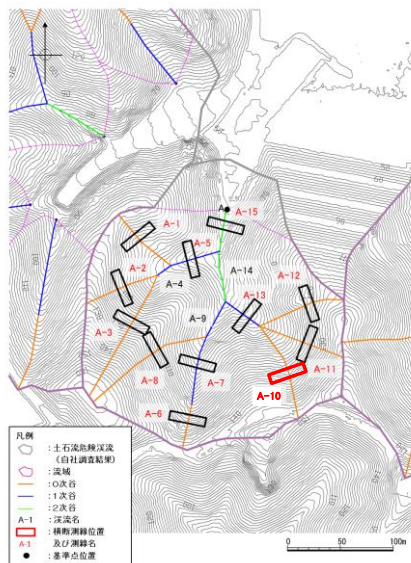 A
A-15
A-1
A-5
A-14
A-2
A-4
A-12
A-9
A-13
A-3
A-8
A-7
A-11
A-10
A-6
凡例
:土石流危険渓流
(自社調査結果)
:流域
:0次谷
:1次谷
:2次谷
A-1 :渓流名
:横断測線位置
A-1 及び測線名
:基準点位置
0 50 100m